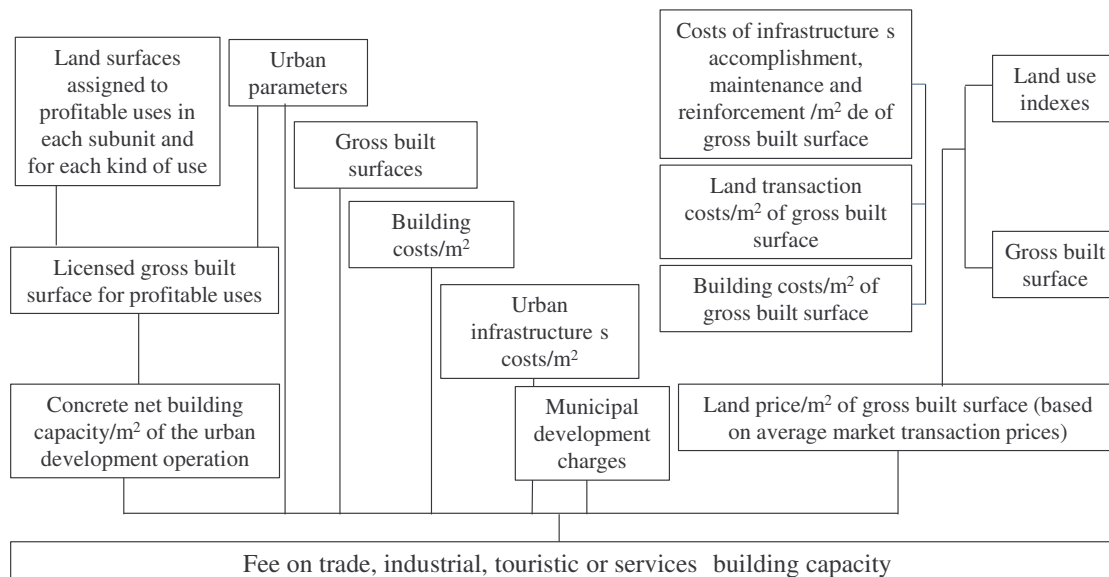 Land surfaces
assigned to
profitable uses in
each subunit and
for each kind of use
Urban
parameters
Gross built
surfaces
Building
costs/m²
Licensed gross built
surface for profitable uses
Urban
infrastructure s
costs/m²
Concrete net building
capacity/m² of the urban
development operation
Municipal
development
charges
Costs of infrastructure s
accomplishment,
maintenance and
reinforcement /m² de of
gross built surface
Land transaction
costs/m² of gross built
surface
Building costs/m² of
gross built surface
Land use
indexes
Gross built
surface
Land price/m² of gross built surface (based
on average market transaction prices)
Fee on trade, industrial, touristic or services building capacity